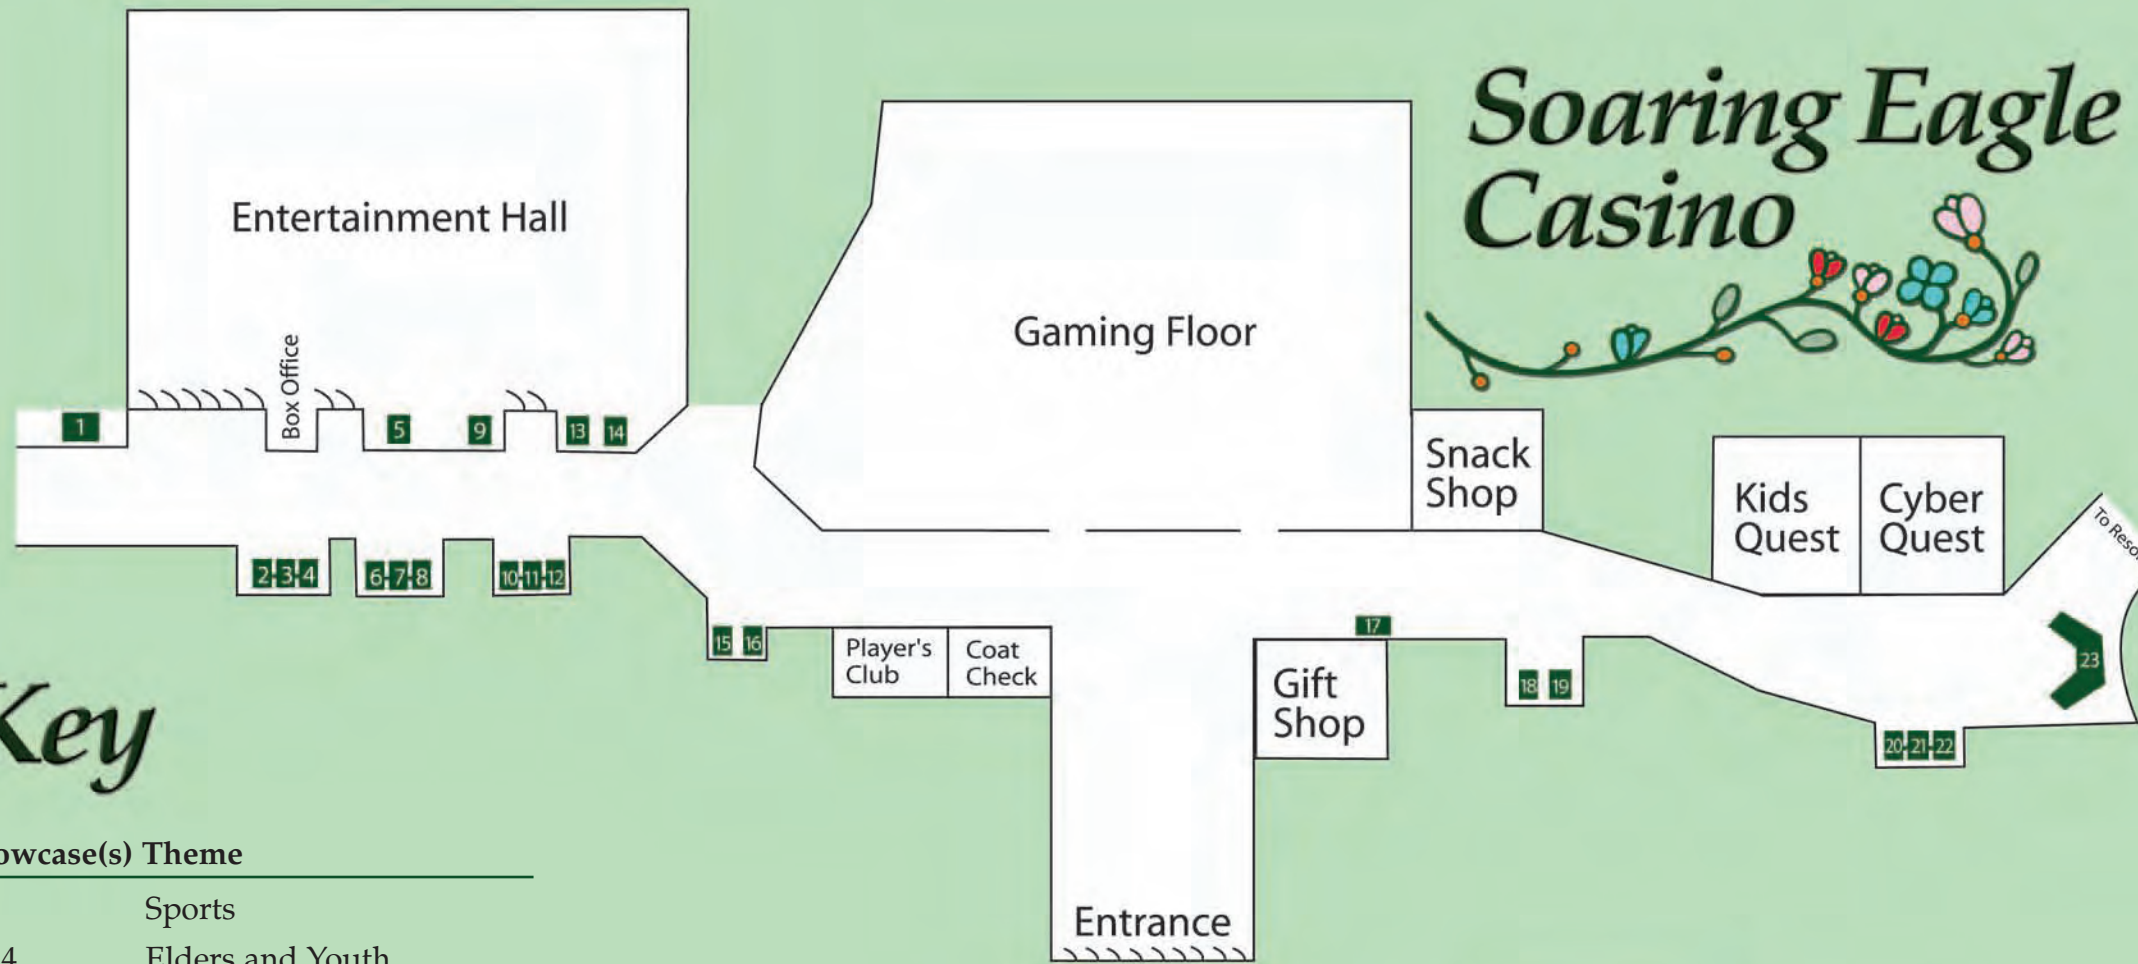 Soaring Eagle
Casino
Entertainment Hall
Gaming Floor
Box Office
1
5
9
13
14
Snack
Shop
Kids
Quest
Cyber
Quest
To
2-3-4
6-7-8
10-11-12
15
16
17
Player's
Club
Coat
Check
Gift
Shop
18
19
23
20-21-22
Entrance
Key
Theme
Sports
4 Elders and Youth